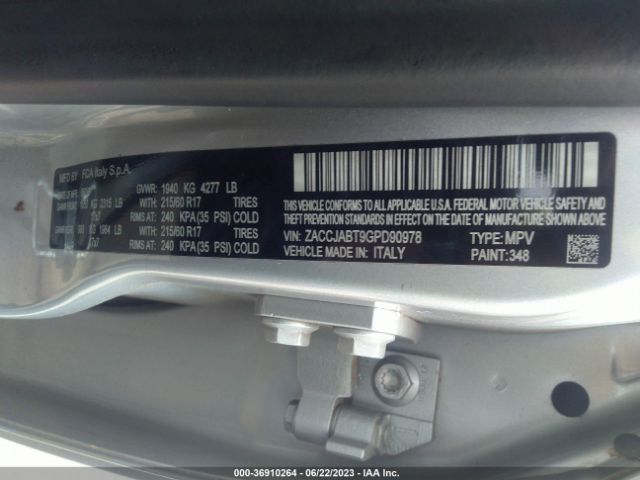 MFD BY FCA Italy S.p.A.
GVWR: 1940 KG 4277 LB
KG 2315 LB WITH: 215/60 R17 TIRES
RIMS AT: 240 KPA(35 PSI) COLD
KG 1984 LB WITH: 215/60 R17 TIRES
RIMS AT: 240 KPA(35 PSI) COLD
THIS VEHICLE CONFORMS TO ALL APPLICABLE U.S.A. FEDERAL MOTOR VEHICLE SAFETY
BUMPER AND THEFT PREVENTION STANDARDS IN EFFECT ON THE DATE OF MANUFACTURE
SHOWN ABOVE
VIN: ZACCJABT9GPD90978 TYPE: MPV
VEHICLE MADE IN: ITALY PAINT: 348
000-36910264 - 06/22/2023 - IAA Inc.